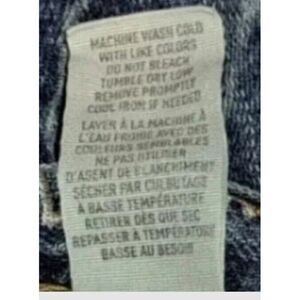 MACHINE WASH COLD
WITH LIKE COLORS
DO NOT BLEACH
TUMBLE DRY LOW
REMOVE PROMPTLY
COOL IRON IF NEEDED
LAVER À LA MACHINE À
L'EAU FROIDE AVEC DES
COULEURS SEMBLABLES
NE PAS UTILISER
D'AGENT DE BLANCHIMENT
SÉCHER PAR CULBUTAGE
À BASSE TEMPÉRATURE
RETIRER DÈS QUE SEC
REPASSER À TEMPÉRATURE
BASSE AU BESOIN